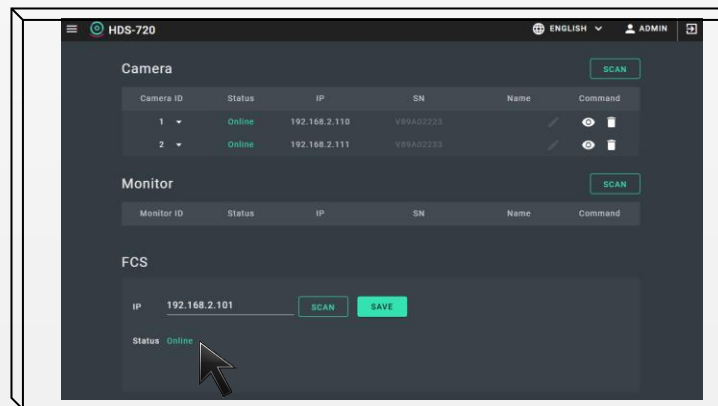 HDS-720 ENGLISH ADMIN
Camera SCAN
Camera ID Status IP SN Name Command
1 Online 192.168.2.110 V89A02223
2 Online 192.168.2.111 V89A02233
Monitor SCAN
Monitor ID Status IP SN Name Command
FCS
IP 192.168.2.101 SCAN SAVE
Status Online